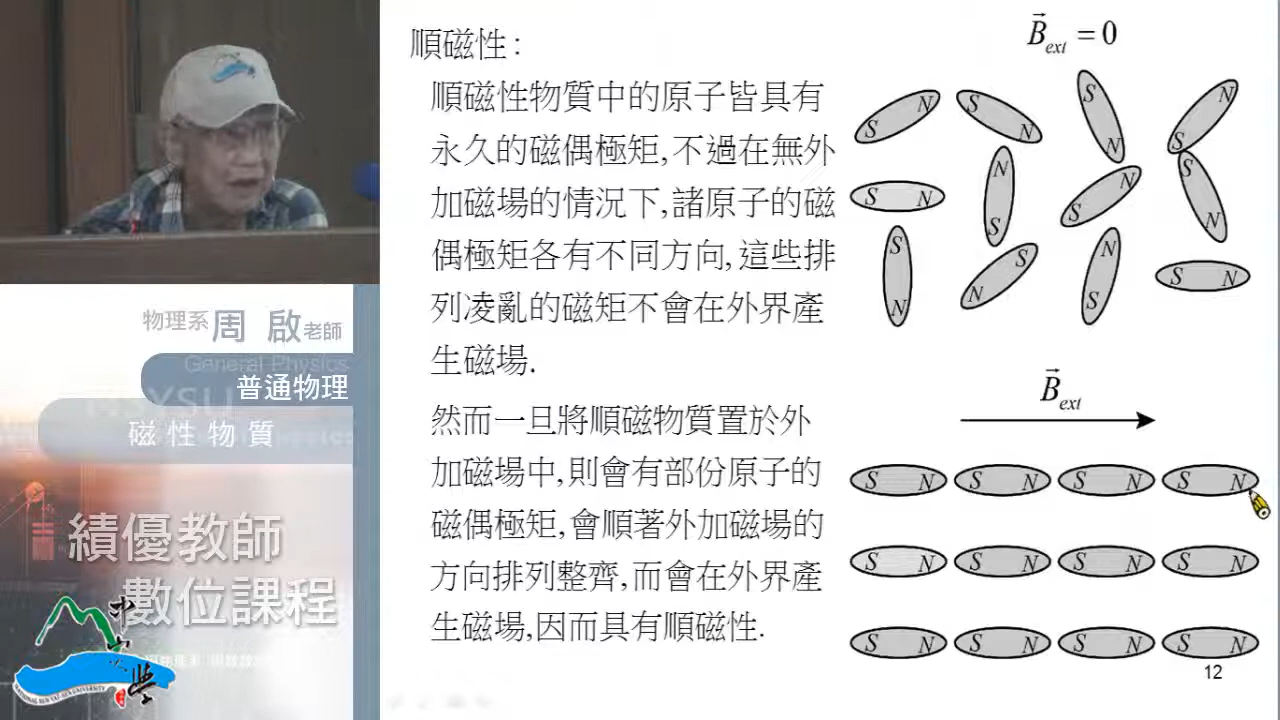 順磁性:
順磁性物質中的原子皆具有
永久的磁偶極矩,不過在無外
加磁場的情況下,諸原子的磁
偶極矩各有不同方向,這些排
列凌亂的磁矩不會在外界產
生磁場.
然而一旦將順磁物質置於外
加磁場中,則會有部份原子的
磁偶極矩,會順著外加磁場的
方向排列整齊,而會在外界產
生磁場,因而具有順磁性.
B⃗ext = 0
S N S N S N S N
S N N S S N S N
S N S N N S S N
B⃗ext
S N S N S N S N
S N S N S N S N
S N S N S N S N
12
物理系 周 啟 老師
General Physics
普通物理
磁性物質
績優教師
數位課程
NATIONAL SUN YAT-SEN UNIVERSITY